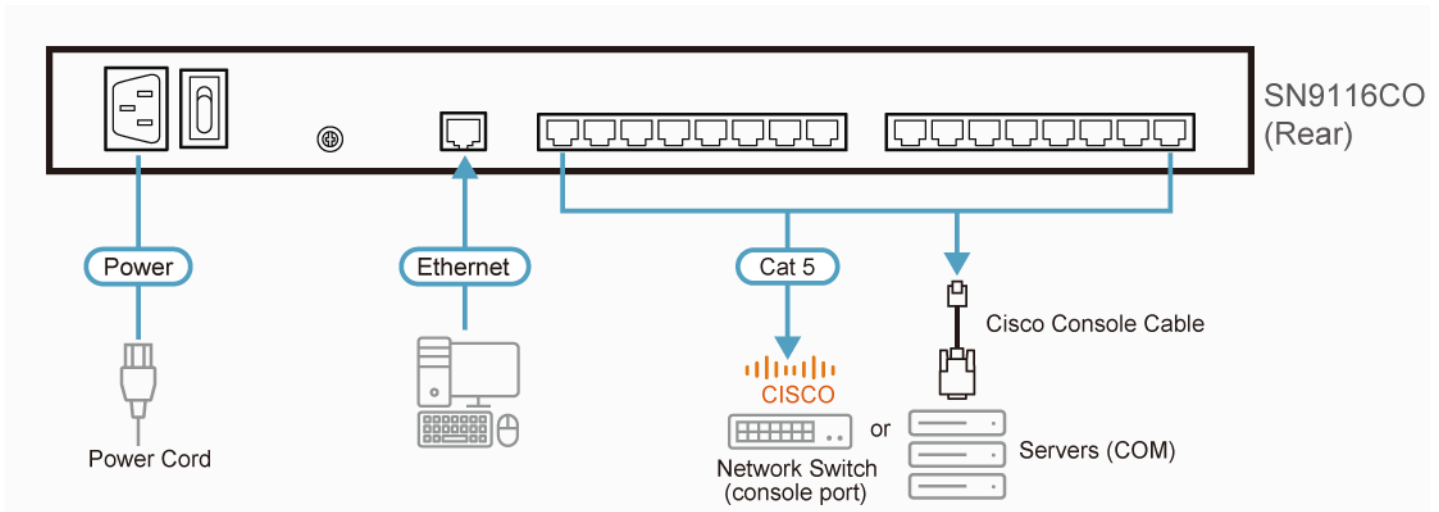 SN9116CO
(Rear)
Power
Ethernet
Cat 5
Cisco Console Cable
CISCO
or
Servers (COM)
Power Cord
Network Switch
(console port)